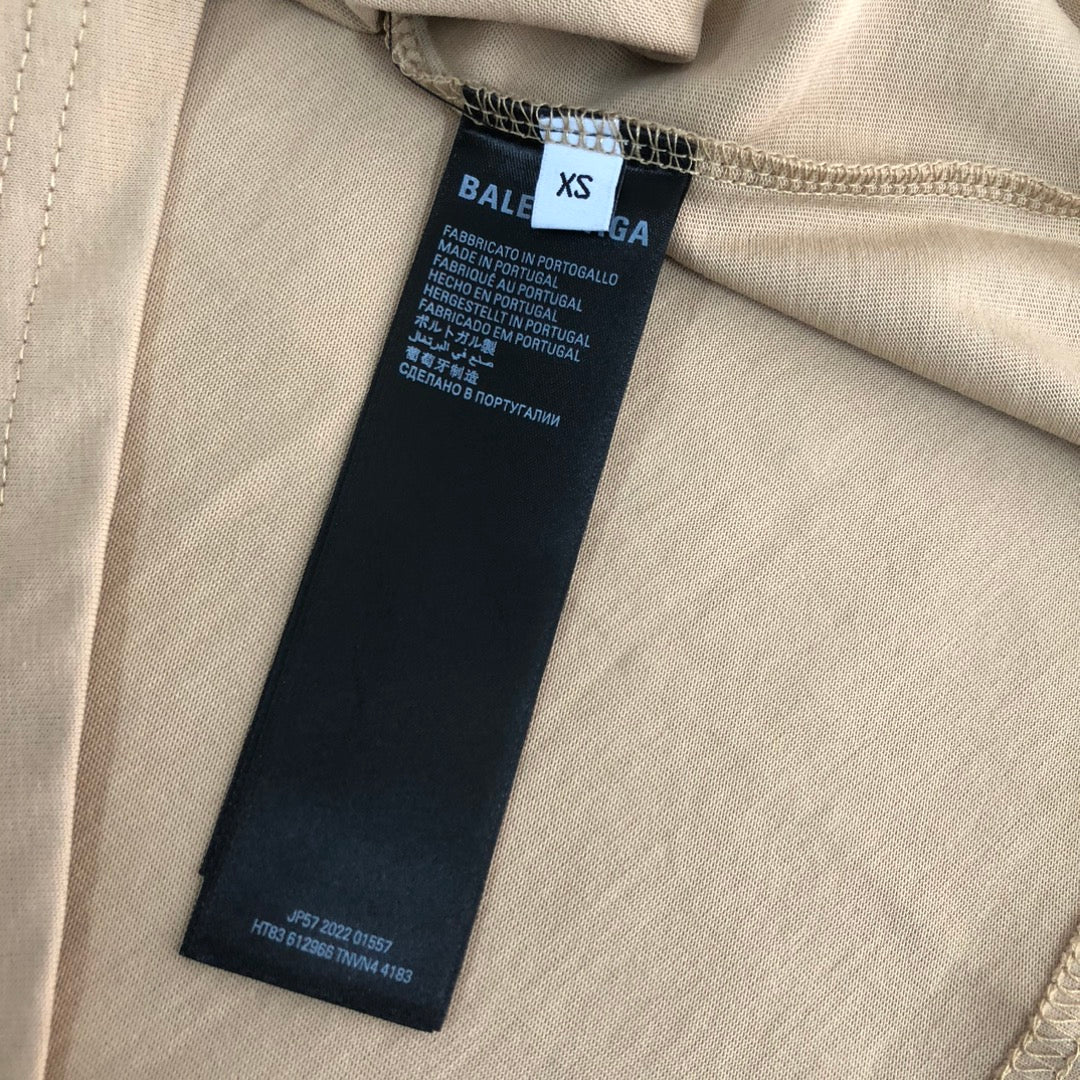 XS
BALE GA
FABBRICATO IN PORTOGALLO
MADE IN PORTUGAL
FABRIQUÉ AU PORTUGAL
HECHO EN PORTUGAL
HERGESTELLT IN PORTUGAL
FABRICADO EM PORTUGAL
ポルトガル製
صنع في البرتغال
葡萄牙制造
СДЕЛАНО В ПОРТУГАЛИИ
JP57 2022 01557
HT83 612966 TNVN4 4183